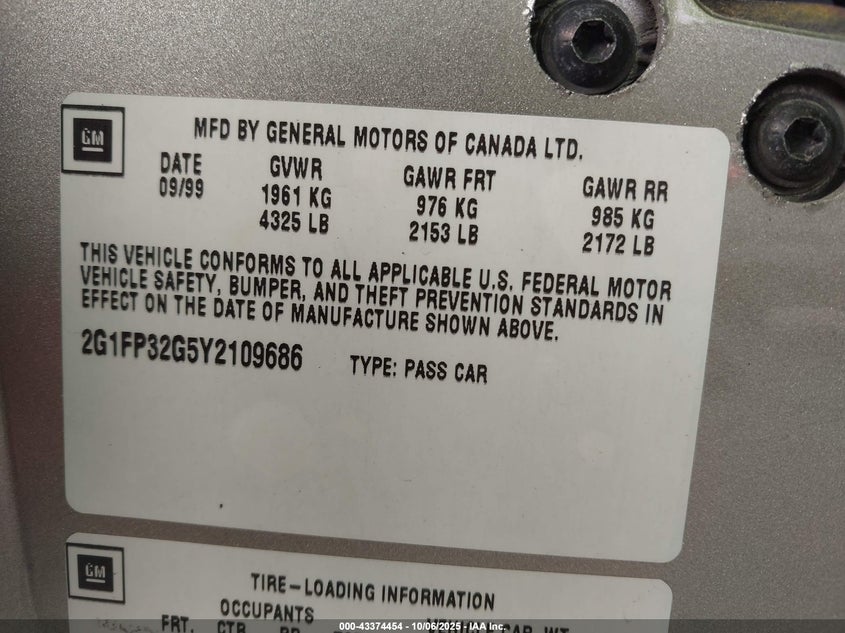 GM
MFD BY GENERAL MOTORS OF CANADA LTD.
DATE GVWR GAWR FRT GAWR RR
09/99 1961 KG 976 KG 985 KG
4325 LB 2153 LB 2172 LB
THIS VEHICLE CONFORMS TO ALL APPLICABLE U.S. FEDERAL MOTOR
VEHICLE SAFETY, BUMPER, AND THEFT PREVENTION STANDARDS IN
EFFECT ON THE DATE OF MANUFACTURE SHOWN ABOVE.
2G1FP32G5Y2109686 TYPE: PASS CAR
GM
TIRE-LOADING INFORMATION
OCCUPANTS
FRT. CTR
000-43374454 - 10/06/2025 - IAA Inc.